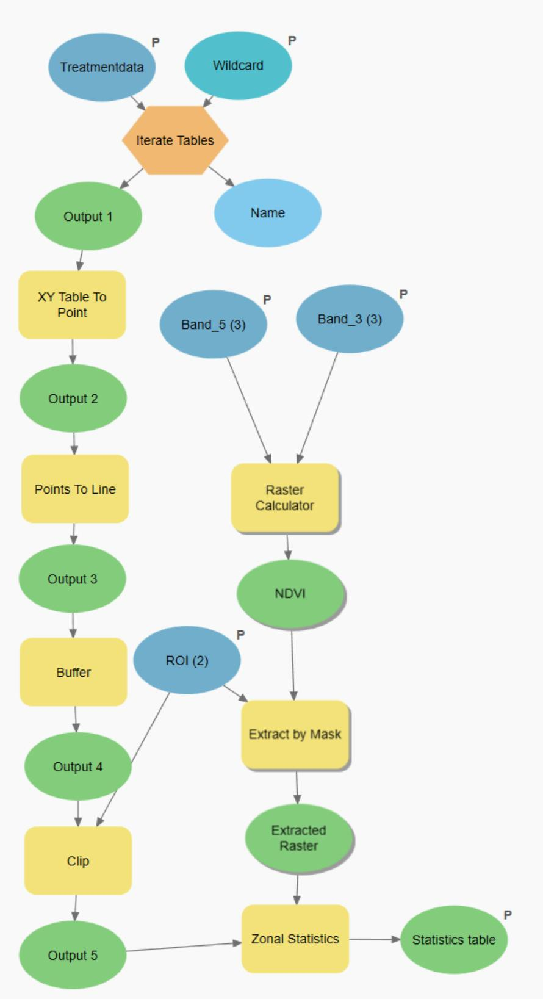 P
P
Treatmentdata
Wildcard
Iterate Tables
Output 1
Name
XY Table To
Point
P
P
Band_5 (3)
Band_3 (3)
Output 2
Points To Line
Raster
Calculator
Output 3
NDVI
P
ROI (2)
Buffer
Extract by Mask
Output 4
Extracted
Raster
Clip
P
Zonal Statistics
Statistics table
Output 5